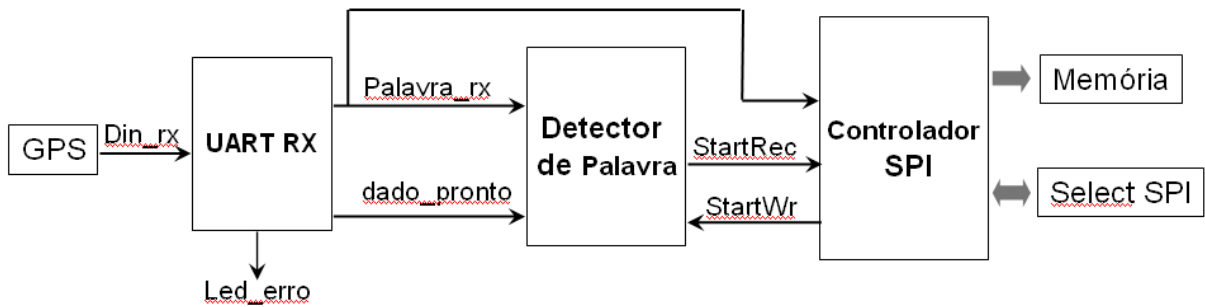 GPS
Din_rx
UART RX
Led_erro
Palavra_rx
dado_pronto
Detector
de Palavra
StartRec
StartWr
Controlador
SPI
Memória
Select SPI